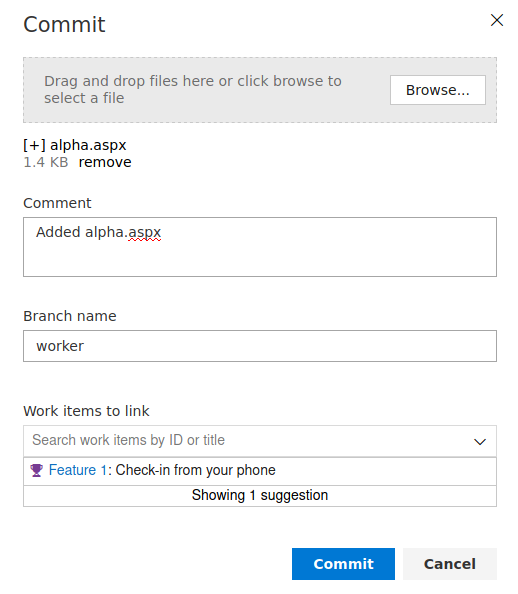 Commit
Drag and drop files here or click browse to
select a file
Browse...
[+] alpha.aspx
1.4 KB remove
Comment
Added alpha.aspx
Branch name
worker
Work items to link
Search work items by ID or title
Feature 1: Check-in from your phone
Showing 1 suggestion
Commit
Cancel